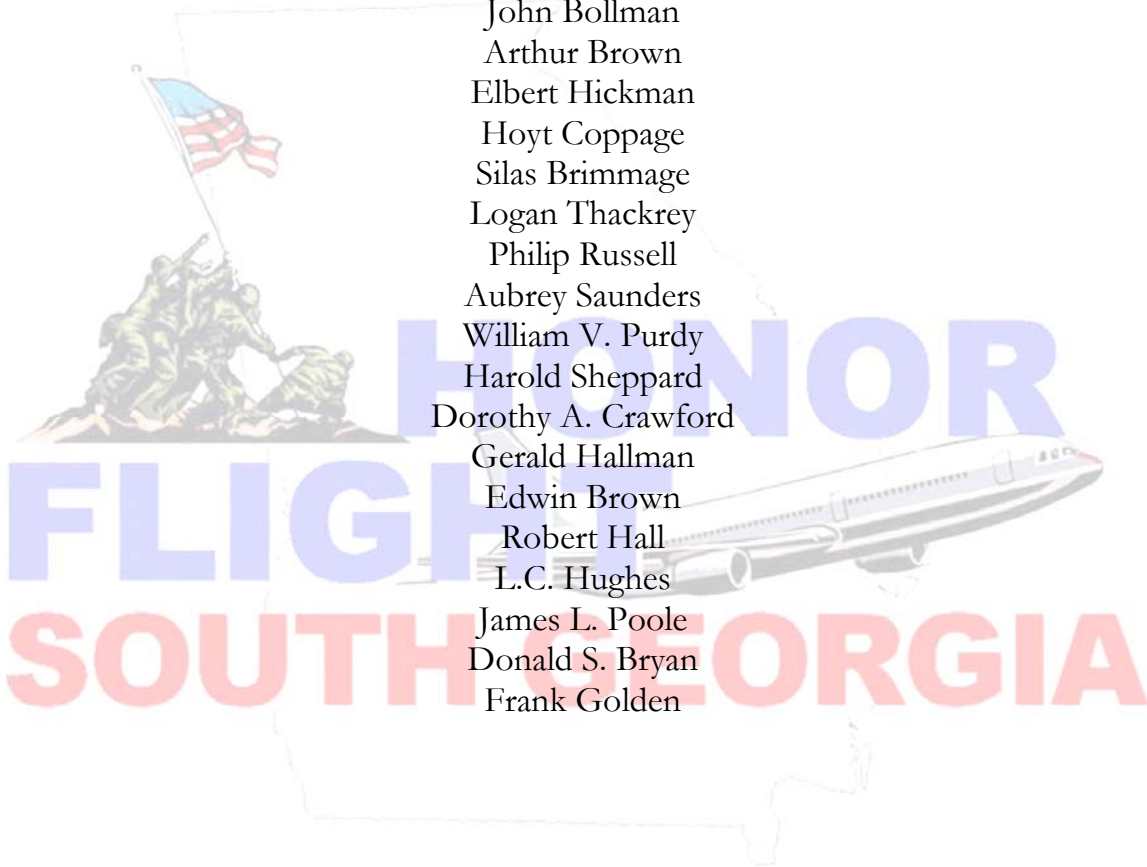 John Bollman
Arthur Brown
Elbert Hickman
Hoyt Coppage
Silas Brimmage
Logan Thackrey
Philip Russell
Aubrey Saunders
William V. Purdy
Harold Sheppard
Dorothy A. Crawford
Gerald Hallman
Edwin Brown
Robert Hall
L.C. Hughes
James L. Poole
Donald S. Bryan
Frank Golden
HONOR
FLIGHT
SOUTH GEORGIA